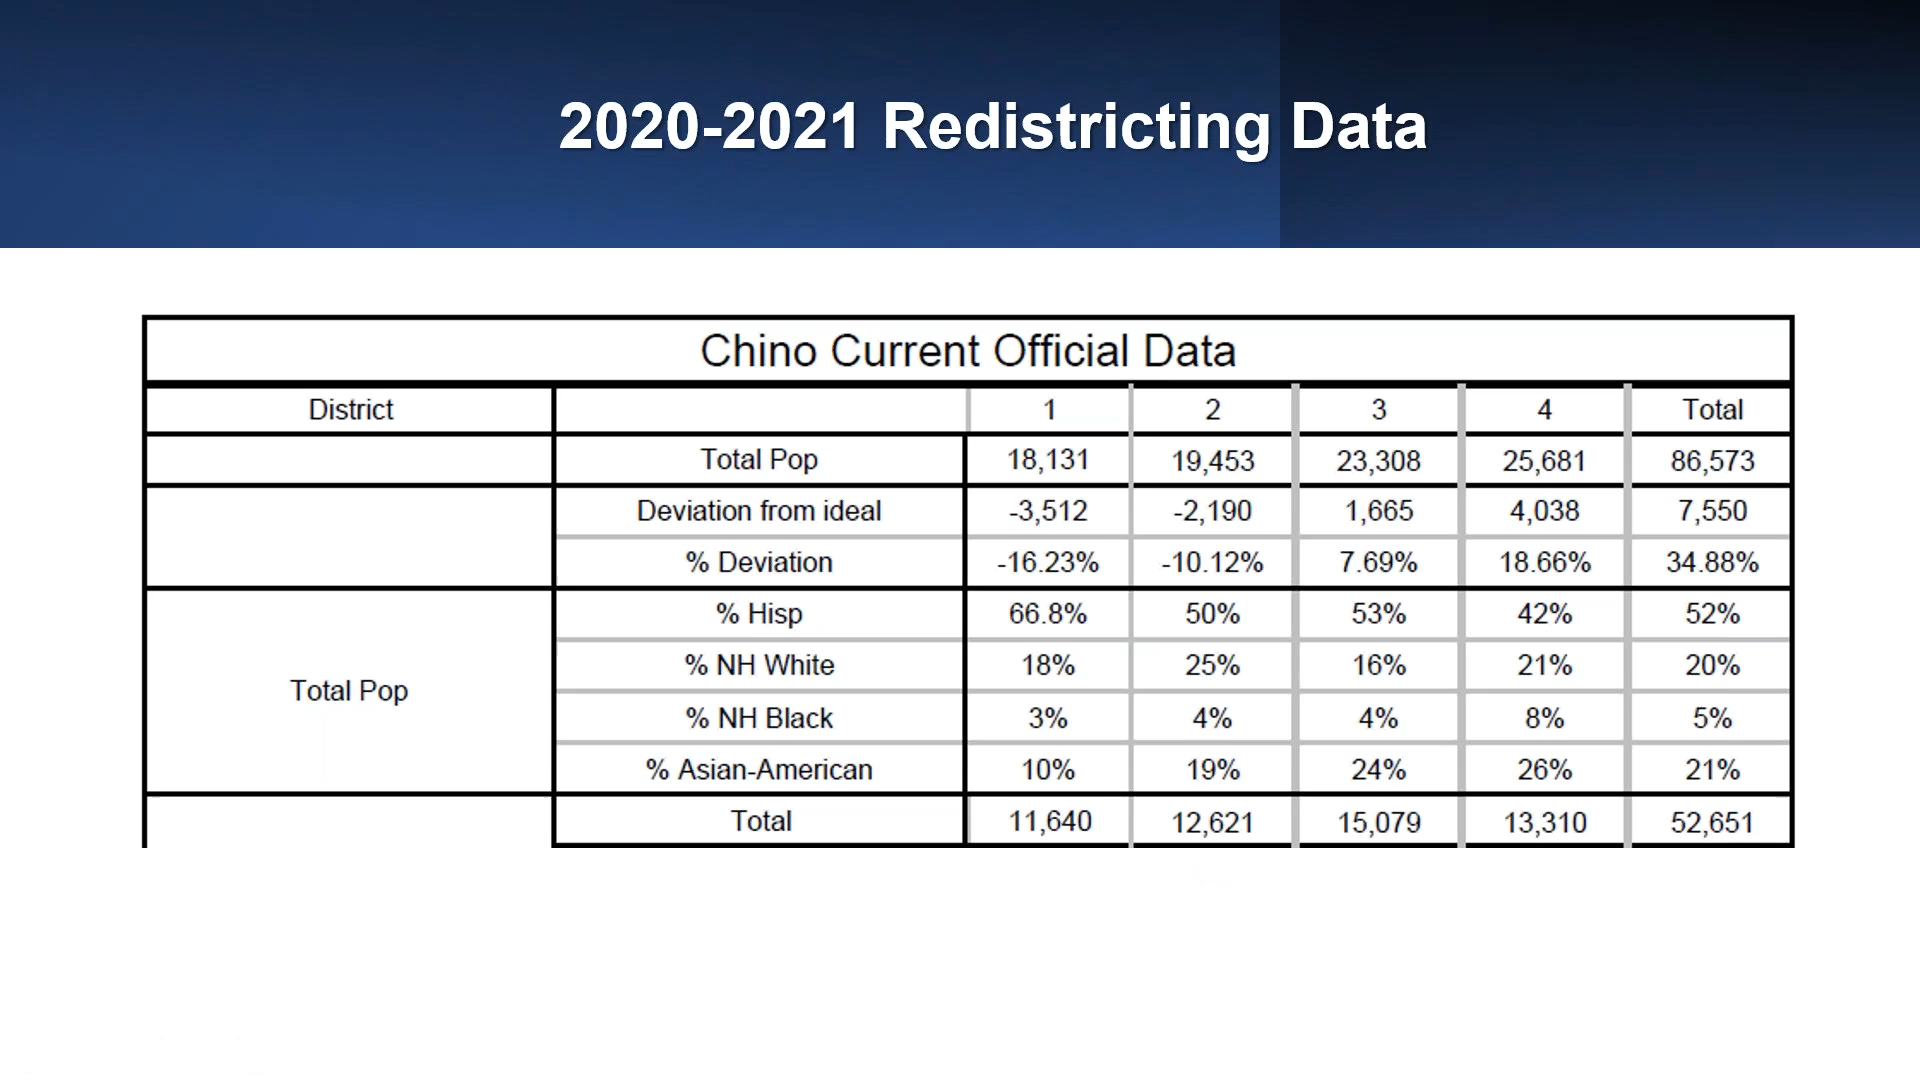 2020-2021 Redistricting Data
Chino Current Official Data
District 1 2 3 4 Total
Total Pop 18,131 19,453 23,308 25,681 86,573
Deviation from ideal -3,512 -2,190 1,665 4,038 7,550
% Deviation -16.23% -10.12% 7.69% 18.66% 34.88%
Total Pop
% Hisp 66.8% 50% 53% 42% 52%
% NH White 18% 25% 16% 21% 20%
% NH Black 3% 4% 4% 8% 5%
% Asian-American 10% 19% 24% 26% 21%
Total 11,640 12,621 15,079 13,310 52,651